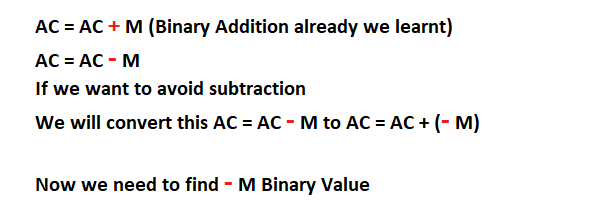 AC = AC + M (Binary Addition already we learnt)
AC = AC - M
If we want to avoid subtraction
We will convert this AC = AC - M to AC = AC + (- M)
Now we need to find - M Binary Value